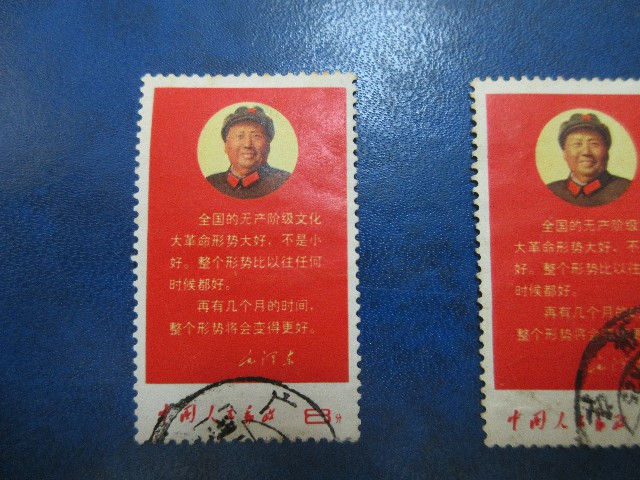 全国的无产阶级文化
大革命形势大好，不是小
好。整个形势比以往任何
时候都好。
再有几个月的时间，
整个形势将会变得更好。
毛泽东
中国人民邮政 8分
全国的无产阶级
大革命形势大好，不
好。整个形势比以
时候都好。
再有几个月的
整个形势将会
毛泽东
中国人民邮政